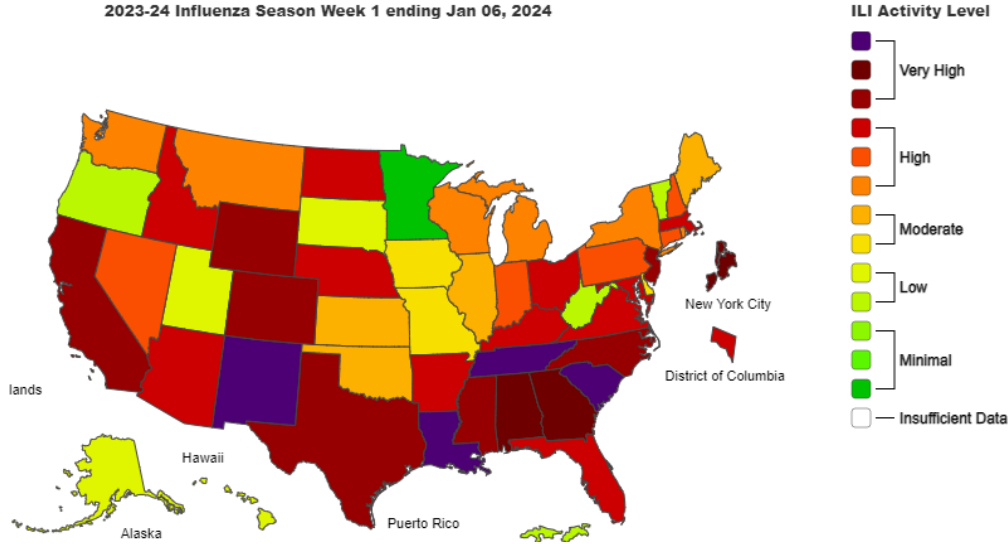 2023-24 Influenza Season Week 1 ending Jan 06, 2024
ILI Activity Level
Very High
High
Moderate
Low
Minimal
Insufficient Data
New York City
District of Columbia
lands
Hawaii
Alaska
Puerto Rico